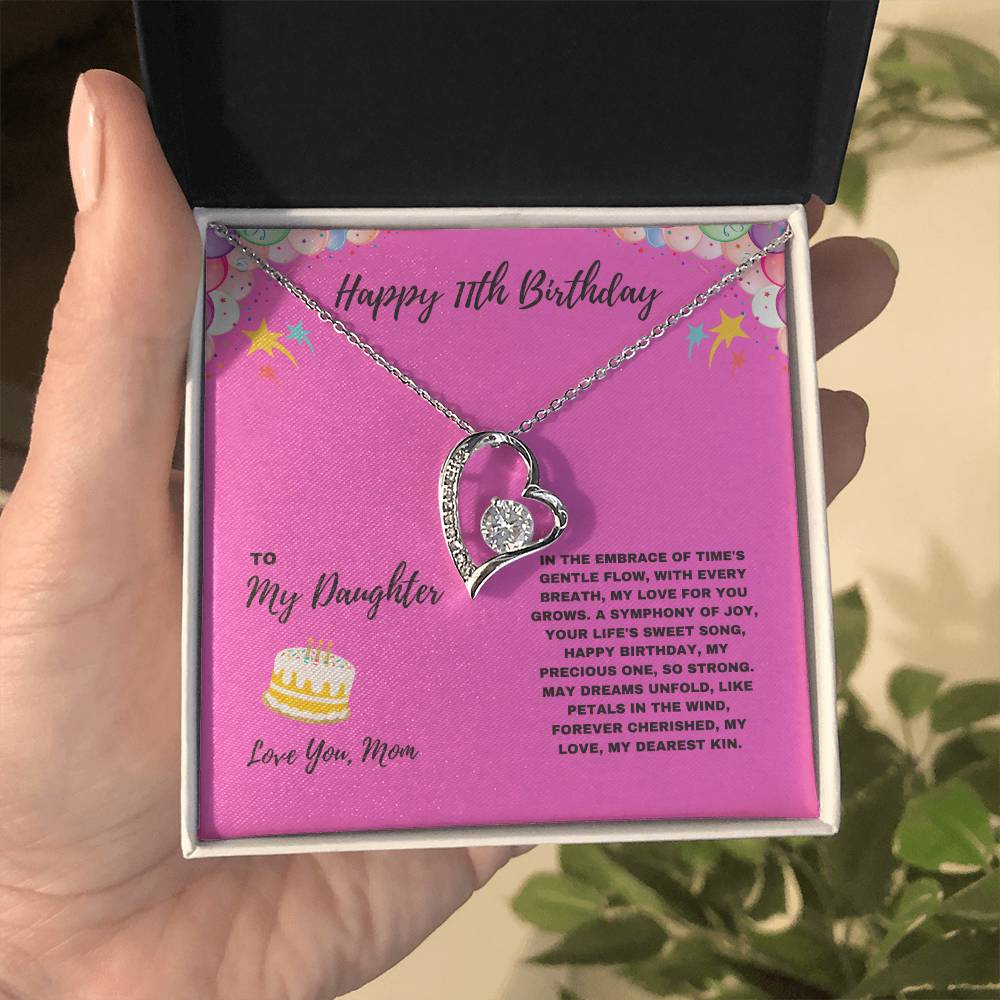 Happy 11th Birthday
TO
My Daughter
Love You, Mom
IN THE EMBRACE OF TIME'S
GENTLE FLOW, WITH EVERY
BREATH, MY LOVE FOR YOU
GROWS. A SYMPHONY OF JOY,
YOUR LIFE'S SWEET SONG,
HAPPY BIRTHDAY, MY
PRECIOUS ONE, SO STRONG.
MAY DREAMS UNFOLD, LIKE
PETALS IN THE WIND,
FOREVER CHERISHED, MY
LOVE, MY DEAREST KIN.